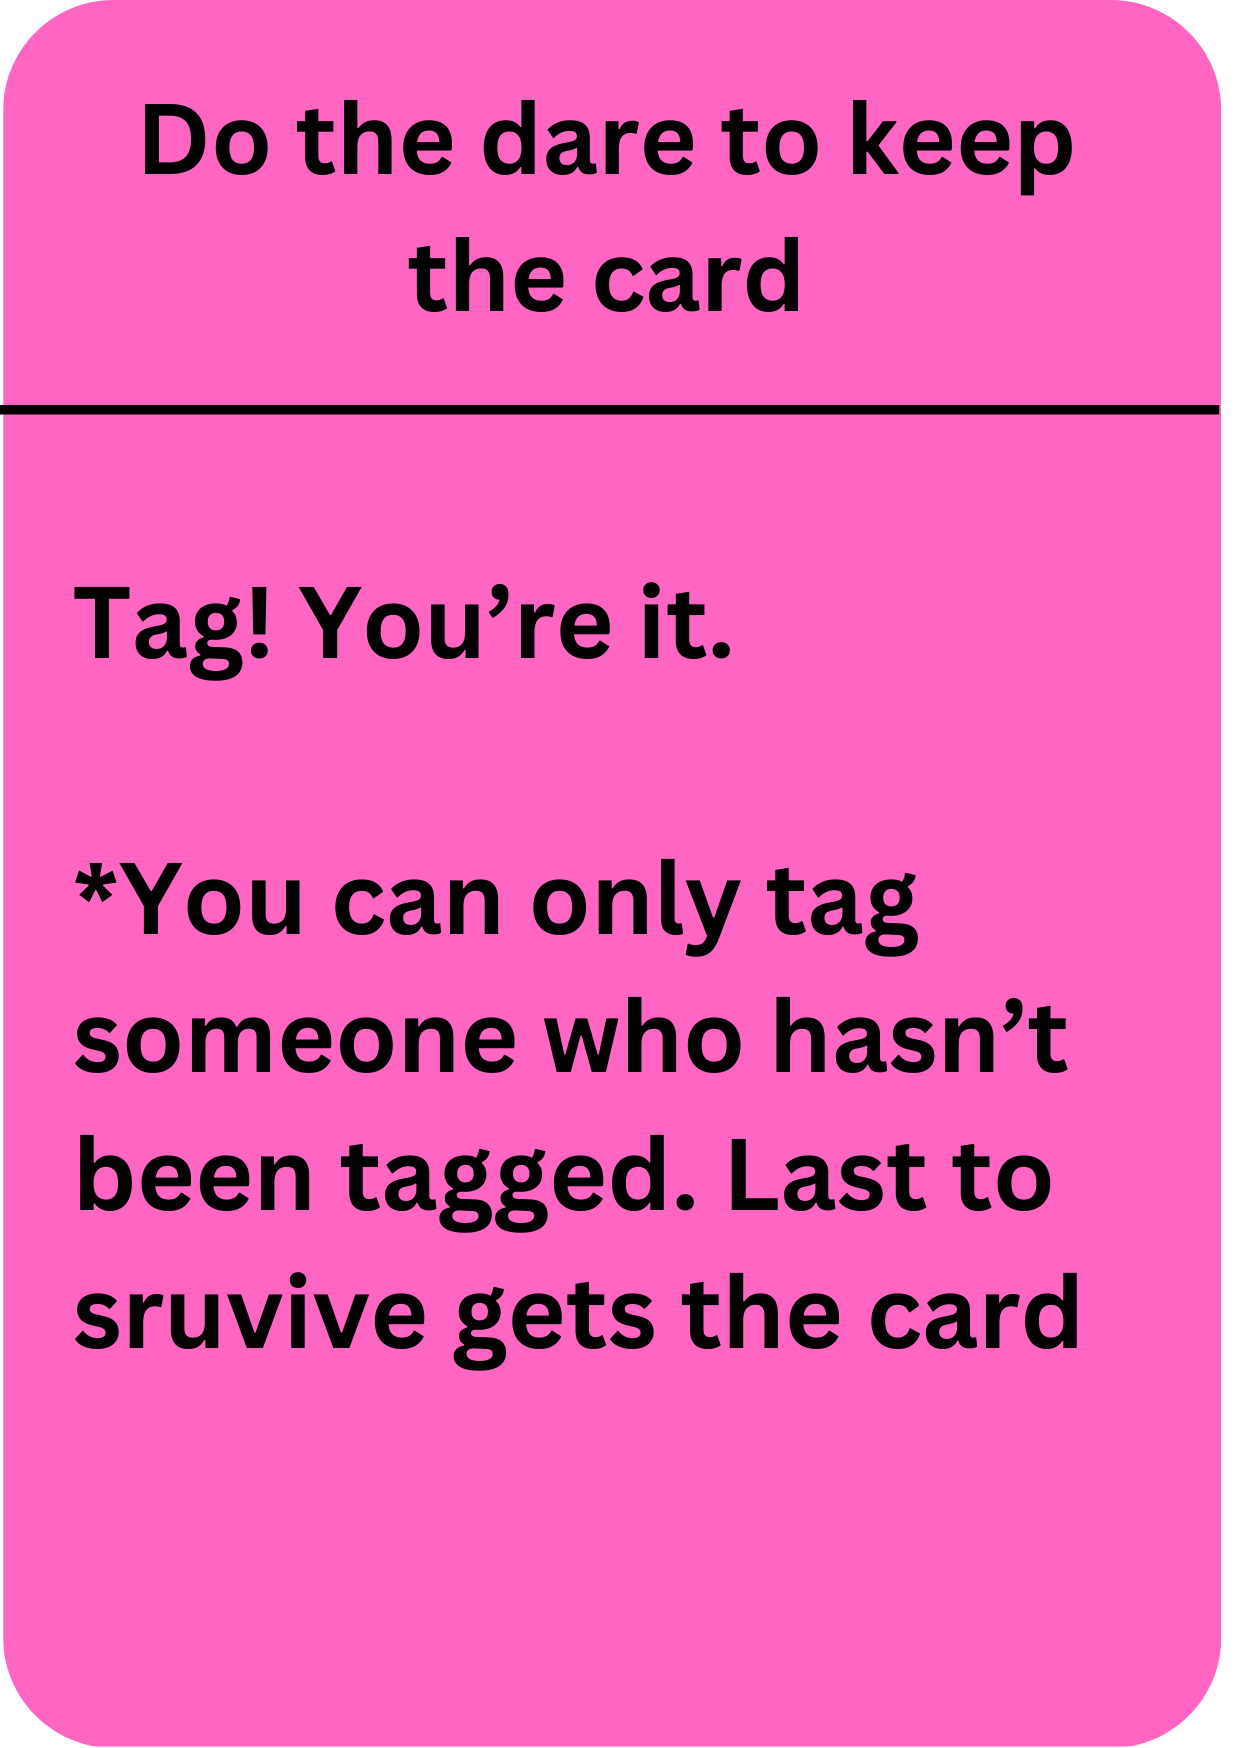 Do the dare to keep
the card
Tag! You’re it.
*You can only tag
someone who hasn’t
been tagged. Last to
sruvive gets the card